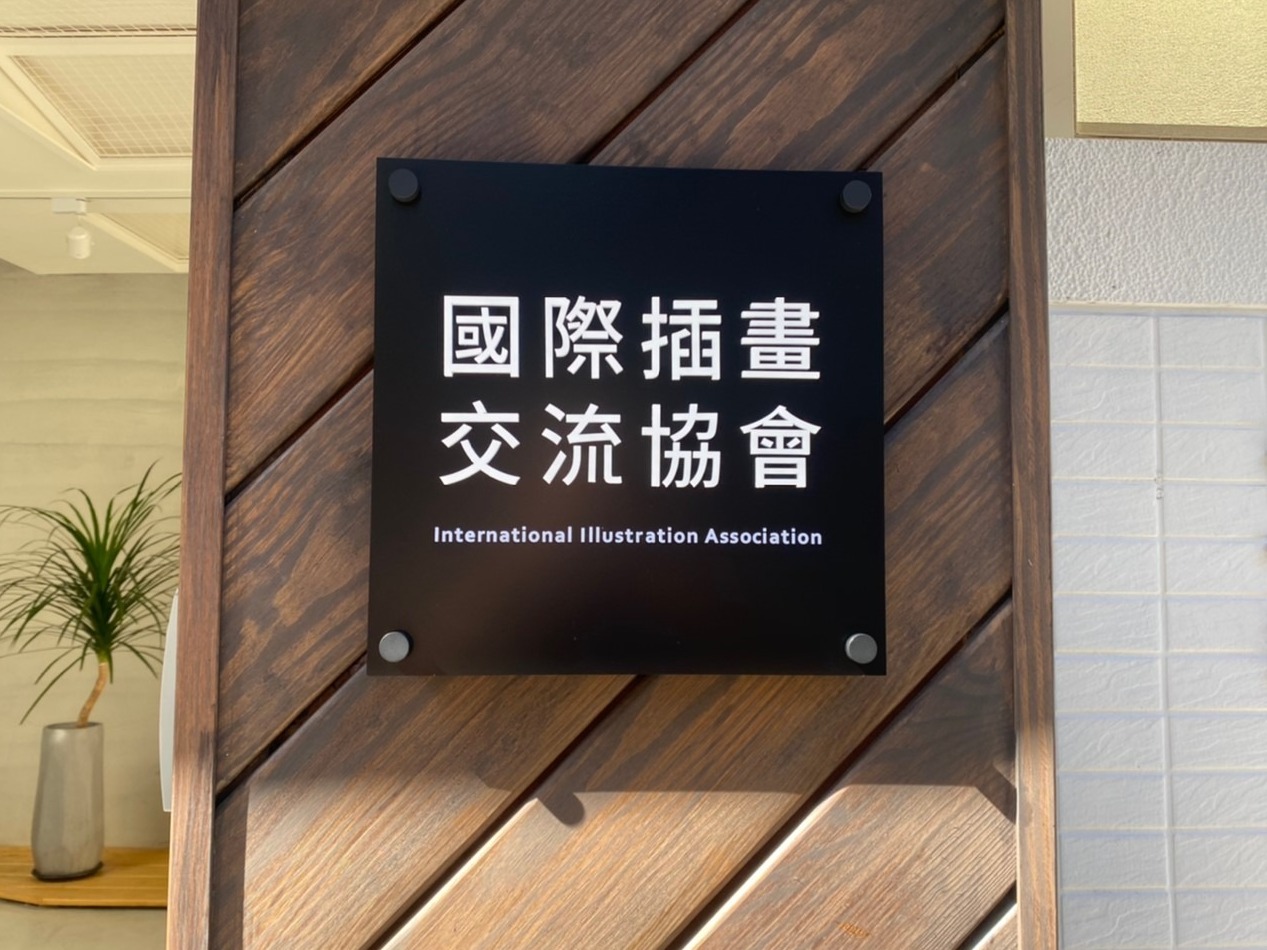 國際插畫
交流協會
International Illustration Association